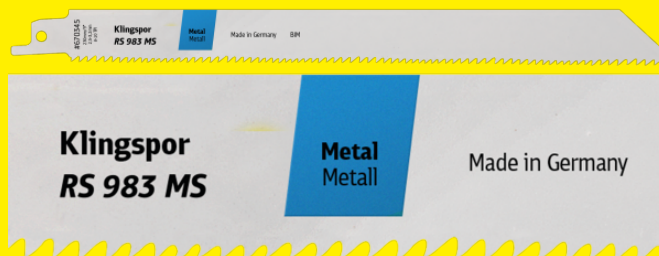 #670345
Klingspor
RS 983 MS
Metal
Metall
Made in Germany
BIM
Klingspor
RS 983 MS
Metal
Metall
Made in Germany